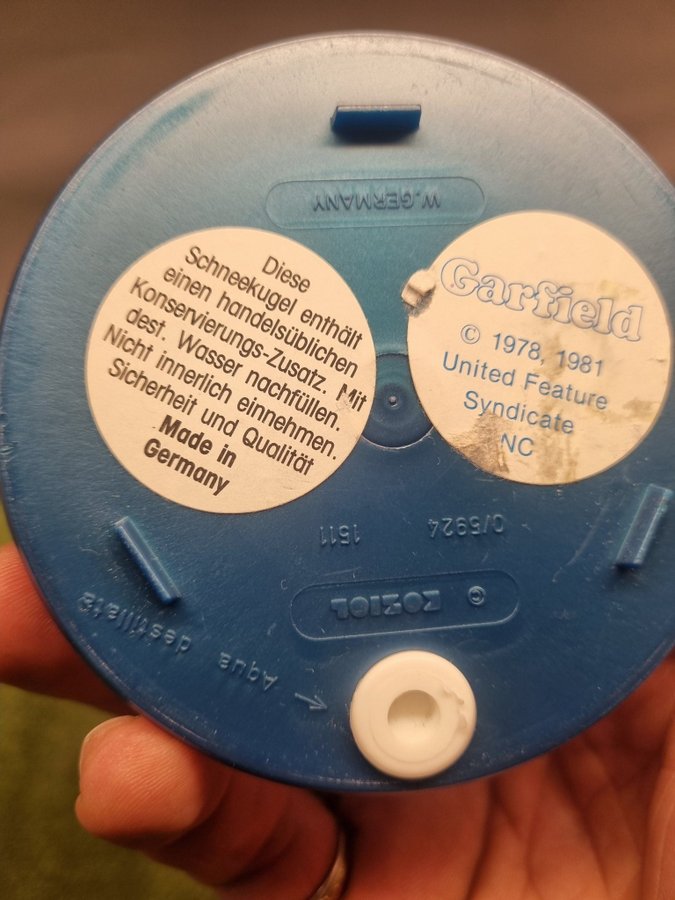 W. GERMANY
Diese
Schneekugel enthält
einen handelsüblichen
Konservierungs-Zusatz. Mit
dest. Wasser nachfüllen.
Nicht innerlich einnehmen.
Sicherheit und Qualität
Made in
Germany
Garfield
© 1978, 1981
United Feature
Syndicate
NC
0/5924 1511
© KOZIOL
Aqua destillata